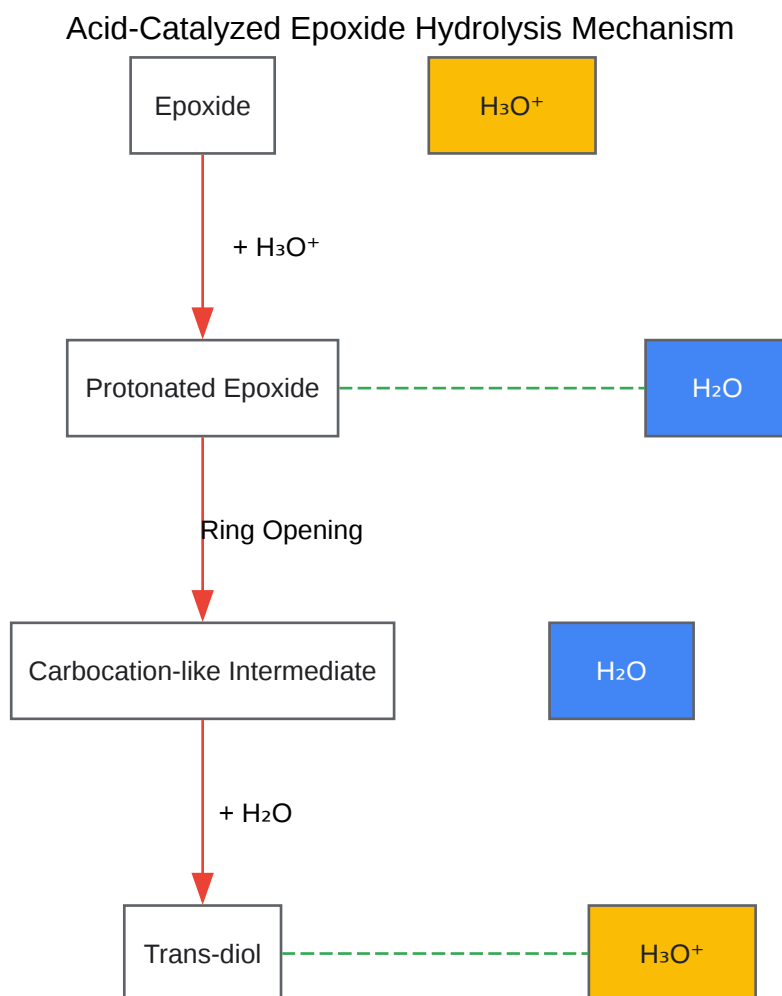 Acid-Catalyzed Epoxide Hydrolysis Mechanism
Epoxide
H₃O⁺
+ H₃O⁺
Protonated Epoxide
H₂O
Ring Opening
Carbocation-like Intermediate
H₂O
+ H₂O
Trans-diol
H₃O⁺